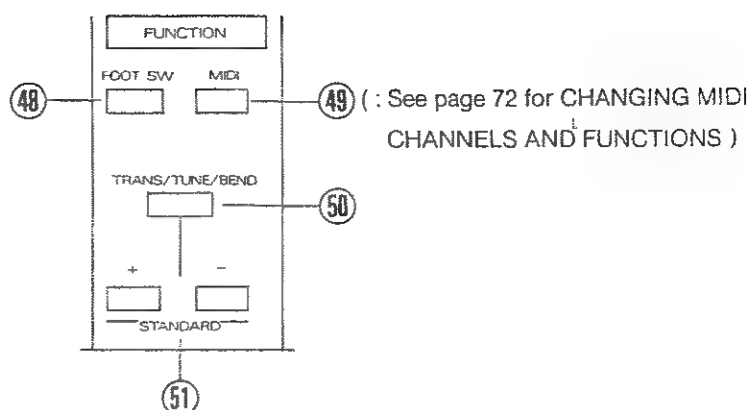 FUNCTION
FOOT SW MIDI
48
49 ( : See page 72 for CHANGING MIDI
CHANNELS AND FUNCTIONS )
TRANS/TUNE/BEND
50
+ −
STANDARD
51